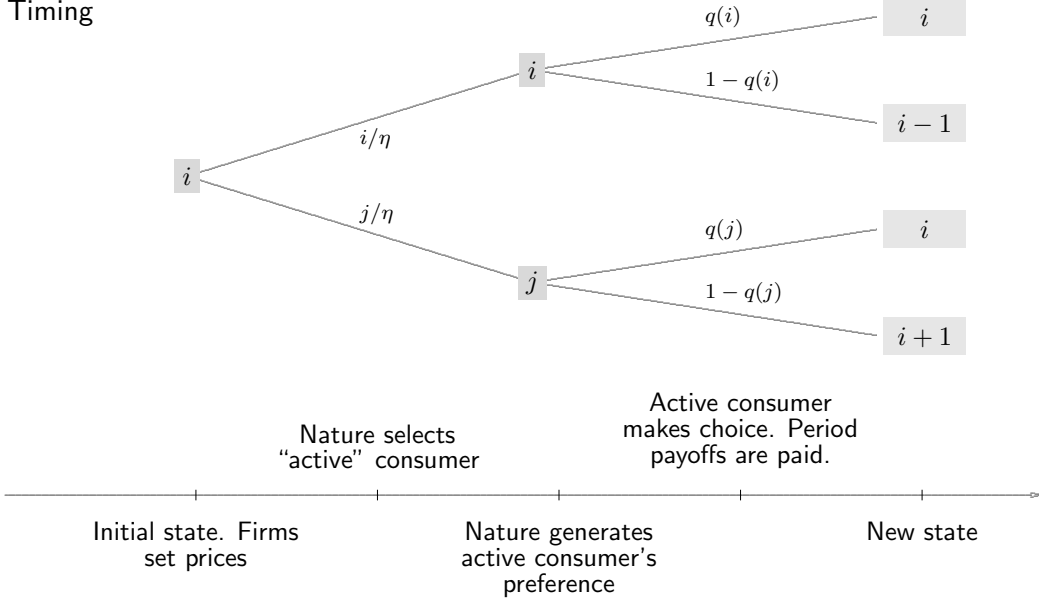 Timing
q(i)
i
i
1 − q(i)
i − 1
i/η
i
j/η
q(j)
i
j
1 − q(j)
i + 1
Active consumer
makes choice. Period
payoffs are paid.
Nature selects
“active” consumer
Initial state. Firms
set prices
Nature generates
active consumer’s
preference
New state